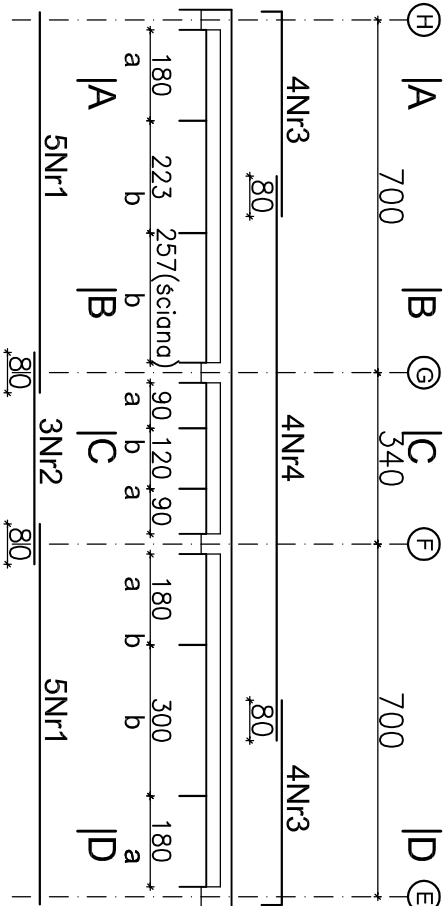 H G F E
700 340 700
A B C D
4Nr3 4Nr4 4Nr3
80 80
180 223 257(ściana) 90 120 90 180 300 180
a b b a b a a b b a
A B C D
5Nr1 3Nr2 5Nr1
80 80